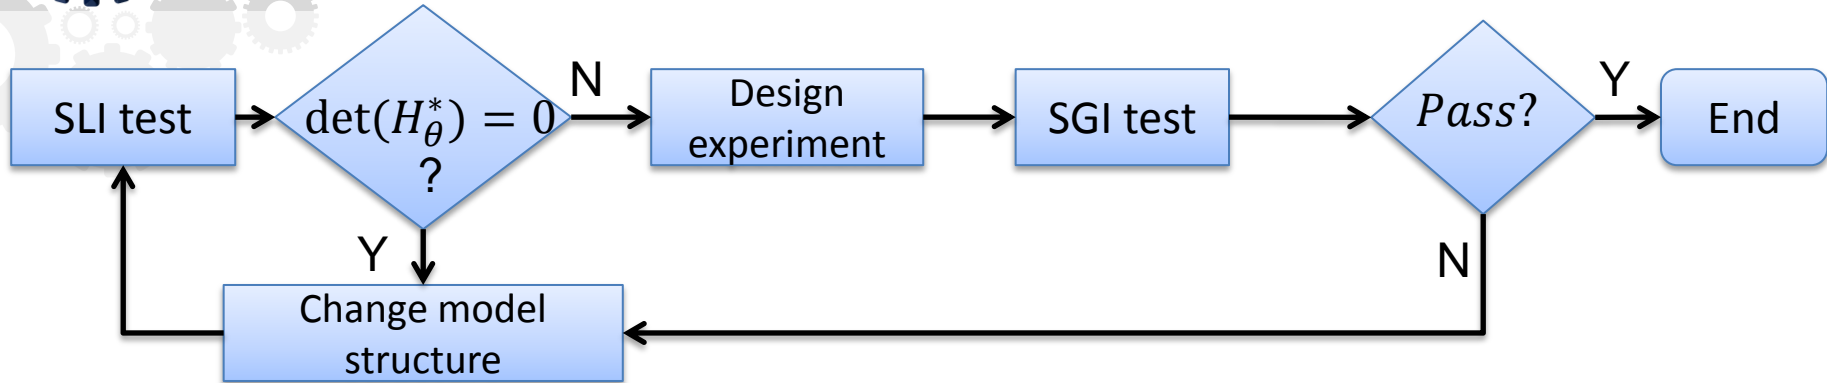 SLI test
det(H*θ) = 0
?
N
Y
Design
experiment
SGI test
Pass?
Y
N
End
Change model
structure